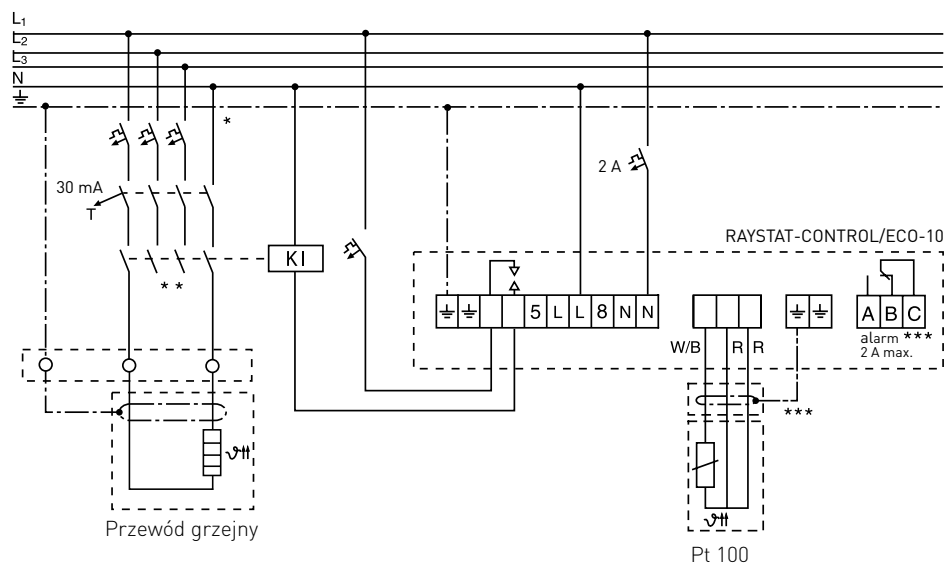 L1
L2
L3
N
*
30 mA
T
2 A
RAYSTAT-CONTROL/ECO-10
KI
* *
5 L L 8 N N
A B C
W/B R R
alarm ***
2 A max.
***
ϑ
ϑ
Przewód grzejny
Pt 100